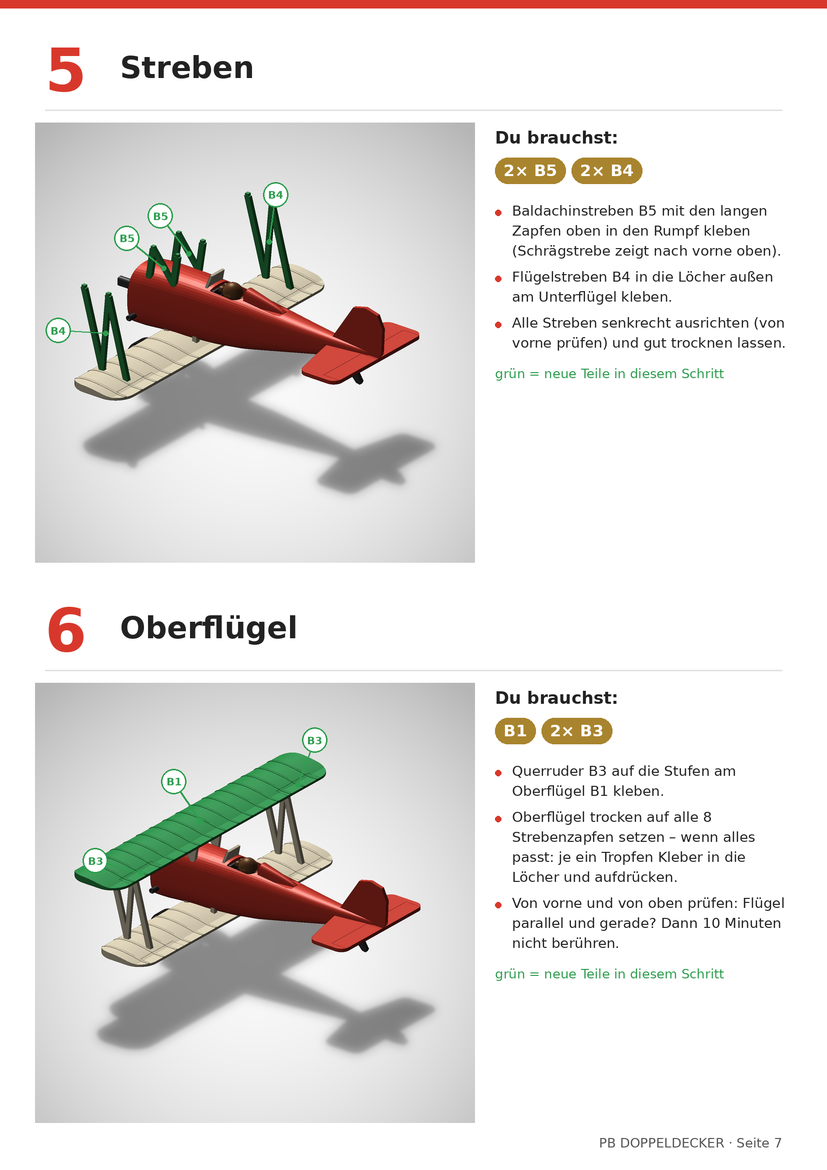 5 Streben
B5
B5
B4
B4
Du brauchst:
2× B5 2× B4
Baldachinstreben B5 mit den langen
Zapfen oben in den Rumpf kleben
(Schrägstrebe zeigt nach vorne oben).
Flügelstreben B4 in die Löcher außen
am Unterflügel kleben.
Alle Streben senkrecht ausrichten (von
vorne prüfen) und gut trocknen lassen.
grün = neue Teile in diesem Schritt
6 Oberflügel
B3
B1
B3
Du brauchst:
B1 2× B3
Querruder B3 auf die Stufen am
Oberflügel B1 kleben.
Oberflügel trocken auf alle 8
Strebenzapfen setzen – wenn alles
passt: je ein Tropfen Kleber in die
Löcher und aufdrücken.
Von vorne und von oben prüfen: Flügel
parallel und gerade? Dann 10 Minuten
nicht berühren.
grün = neue Teile in diesem Schritt
PB DOPPELDECKER · Seite 7